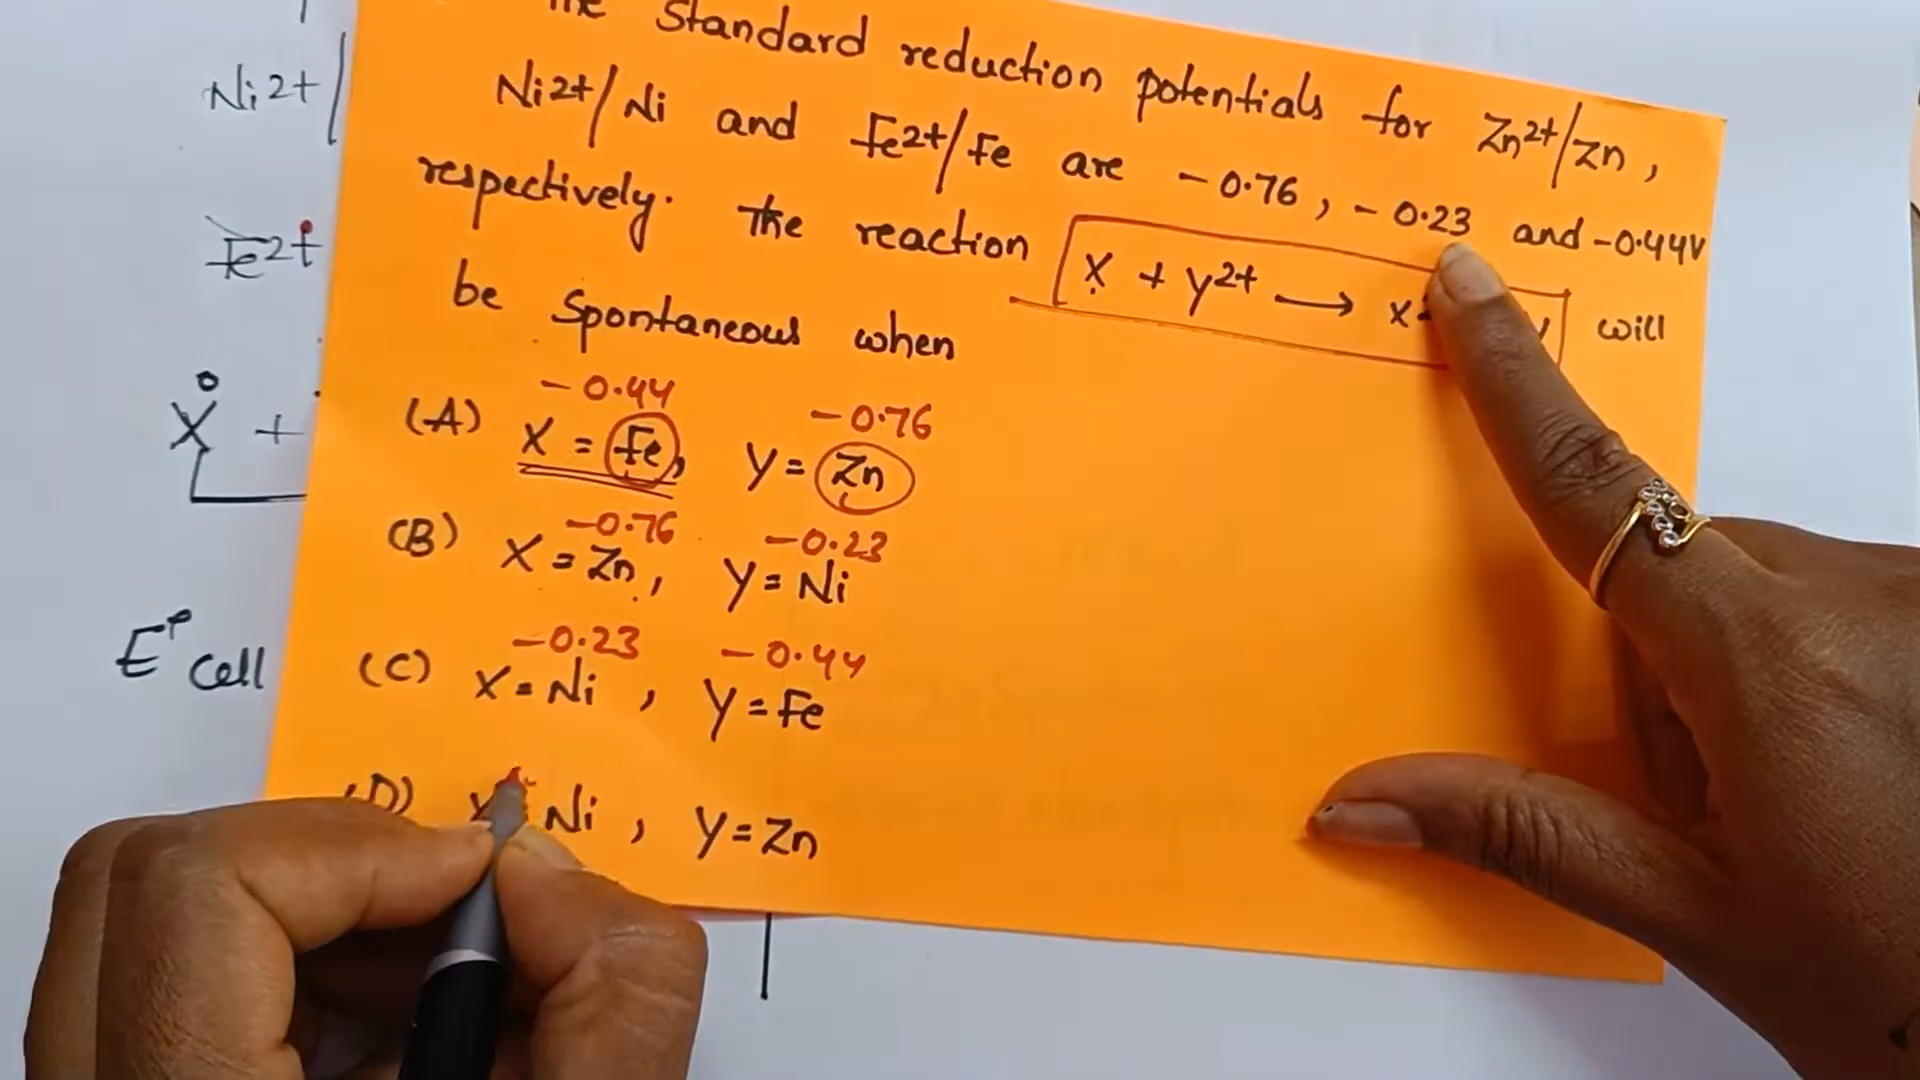 the Standard reduction potentials for Zn2+/Zn,
Ni2+/Ni and Fe2+/Fe are -0.76, -0.23 and -0.44V
respectively. The reaction X + Y2+ → X will
be Spontaneous when
-0.44 -0.76
(A) X = Fe, Y = Zn
-0.76 -0.23
(B) X = Zn, Y = Ni
-0.23 -0.44
(C) X = Ni, Y = Fe
(D) X = Ni, Y = Zn
Ni2+/
Fe2+
0
X +
E° Cell